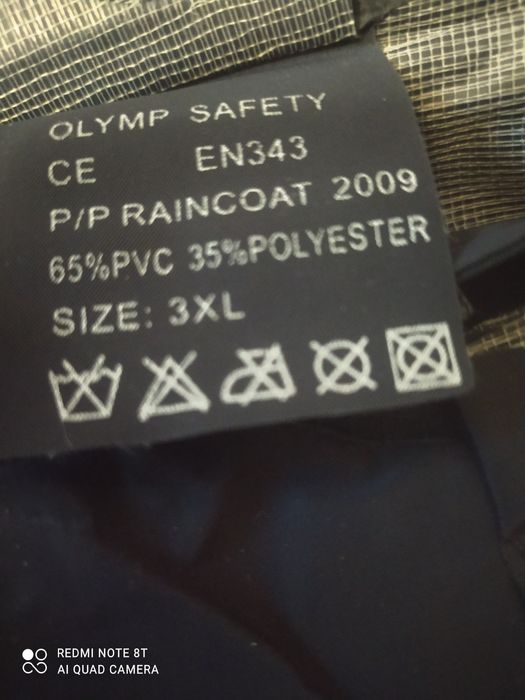 OLYMP SAFETY
CE EN343
P/P RAINCOAT 2009
65%PVC 35%POLYESTER
SIZE: 3XL
REDMI NOTE 8T
AI QUAD CAMERA